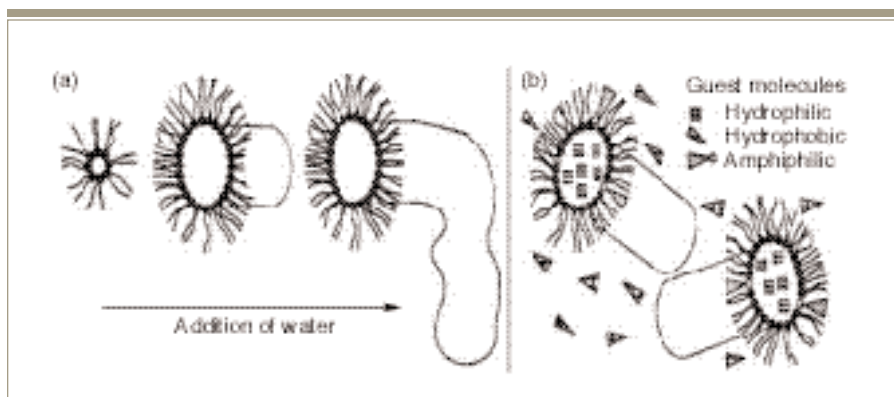 (a)
Addition of water
(b)
Guest molecules
Hydrophilic
Hydrophobic
Amphiphilic